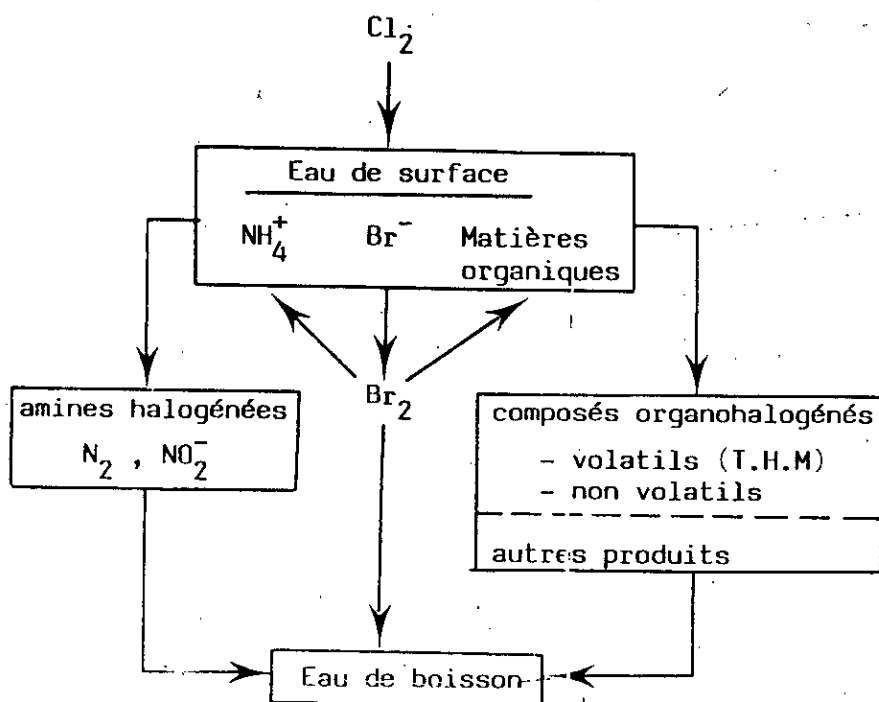 Cl2
Eau de surface
NH4+ Br- Matières
organiques
Br2
amines halogénées
N2 , NO2-
composés organohalogénés
- volatils (T.H.M)
- non volatils
autres produits
Eau de boisson